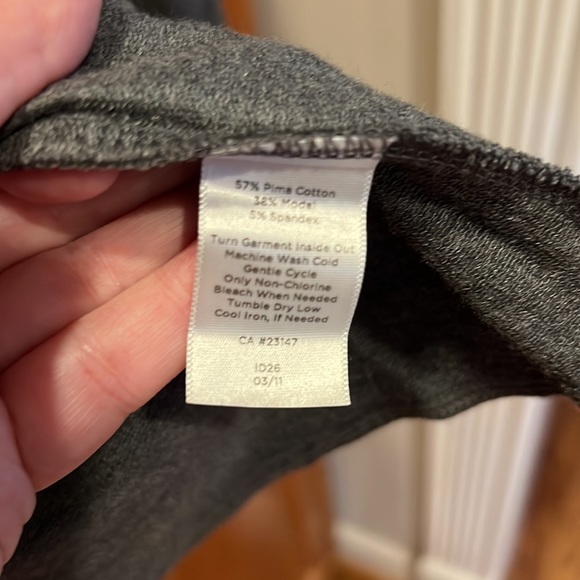 57% Pima Cotton
38% Modal
5% Spandex
Turn Garment Inside Out
Machine Wash Cold
Gentle Cycle
Only Non-Chlorine
Bleach When Needed
Tumble Dry Low
Cool Iron, If Needed
CA #23147
ID26
03/11